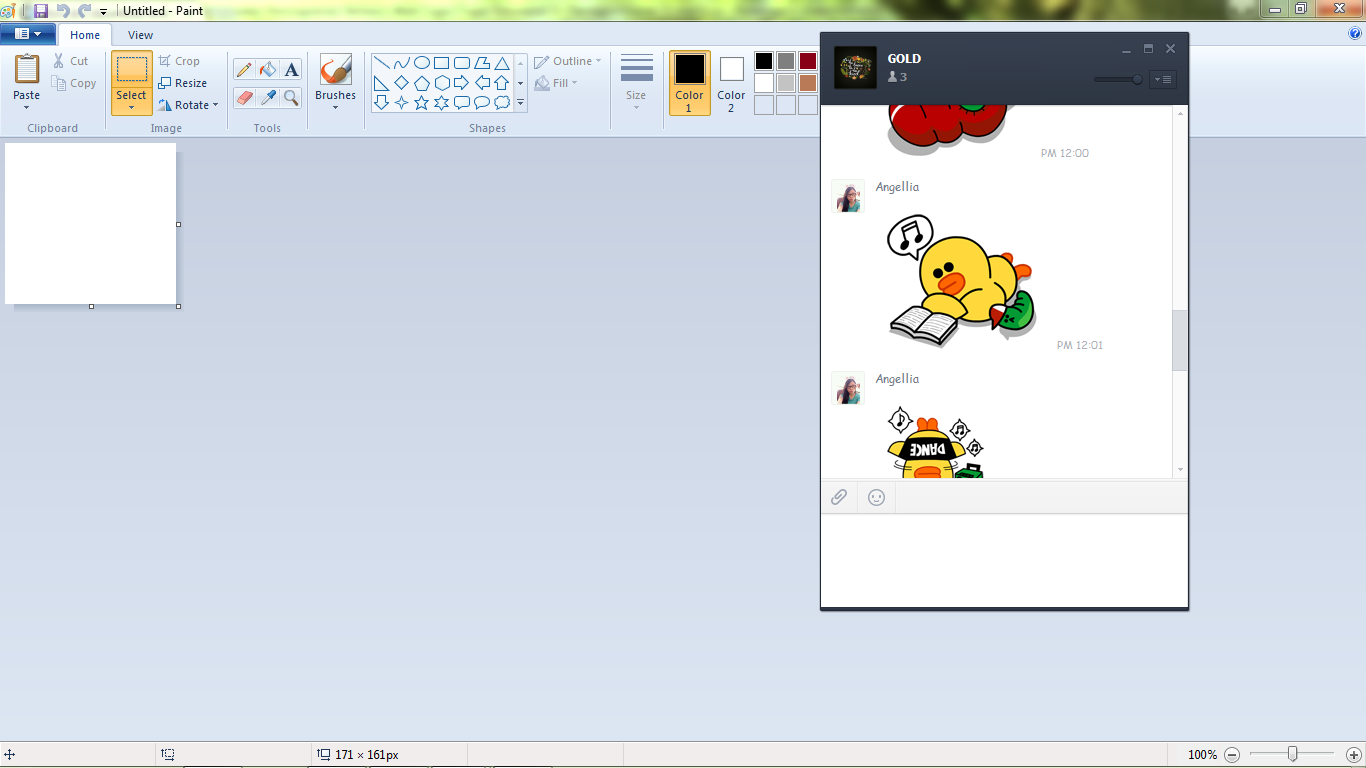 Untitled - Paint
Home
View
Paste
Cut
Copy
Clipboard
Select
Crop
Resize
Rotate
Image
A
Tools
Brushes
Shapes
Outline
Fill
Size
Color
1
Color
2
GOLD
3
PM 12:00
Angellia
PM 12:01
Angellia
DANCE
171 × 161px
100%